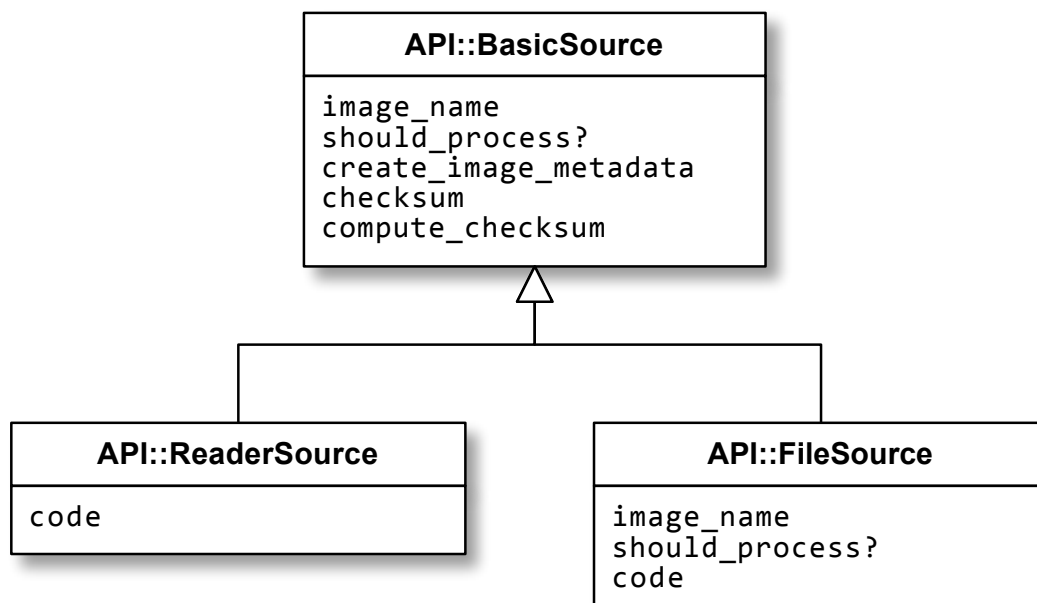 API::BasicSource
image_name
should_process?
create_image_metadata
checksum
compute_checksum
API::ReaderSource
code
API::FileSource
image_name
should_process?
code